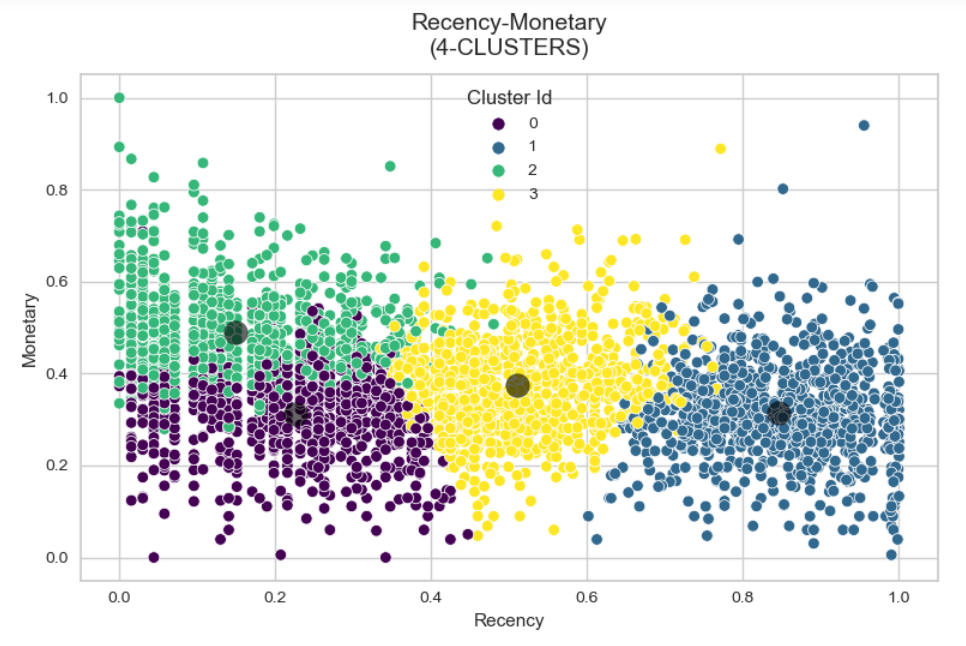 Recency-Monetary
(4-CLUSTERS)
Cluster Id
0
1
2
3
Monetary
1.0
0.8
0.6
0.4
0.2
0.0
0.0 0.2 0.4 0.6 0.8 1.0
Recency